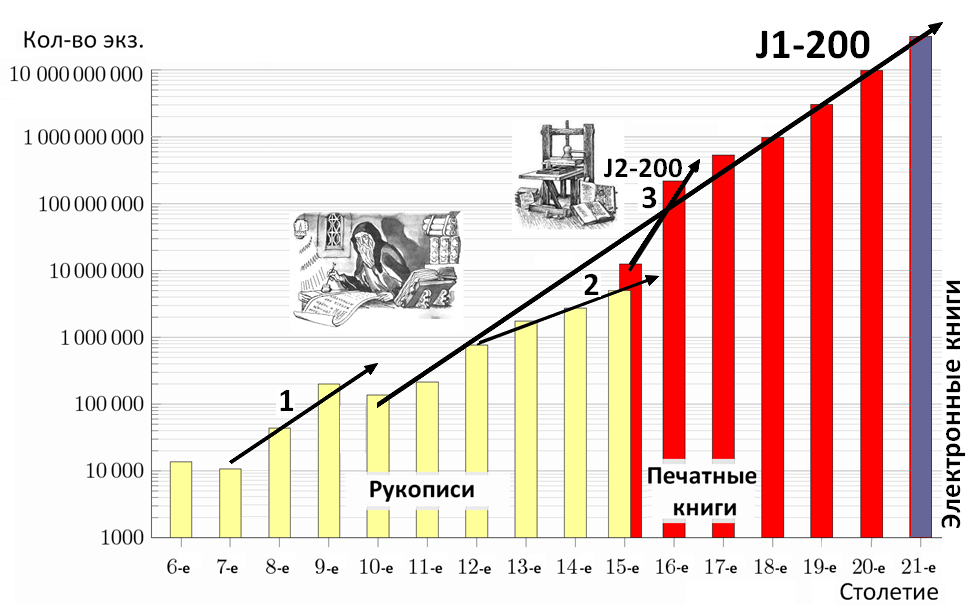 Кол-во экз.
J1-200
10 000 000 000
1 000 000 000
J2-200
3
100 000 000
10 000 000
2
1 000 000
1
100 000
10 000
Рукописи
Печатные
книги
1000
Электронные книги
6-е 7-е 8-е 9-е 10-е 11-е 12-е 13-е 14-е 15-е 16-е 17-е 18-е 19-е 20-е 21-е
Столетие